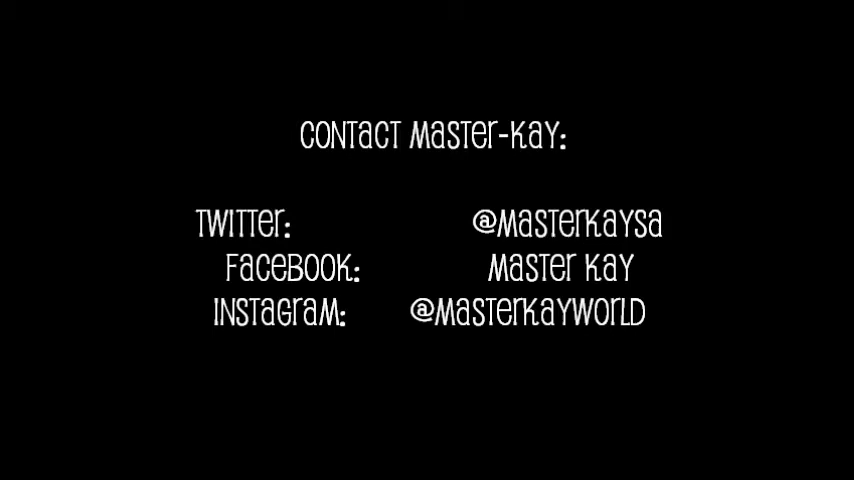 CONTACT MASTER-KAY:
TWITTER: @MASTERKAYSA
FACEBOOK: MASTER KAY
INSTAGRAM: @MASTERKAYWORLD